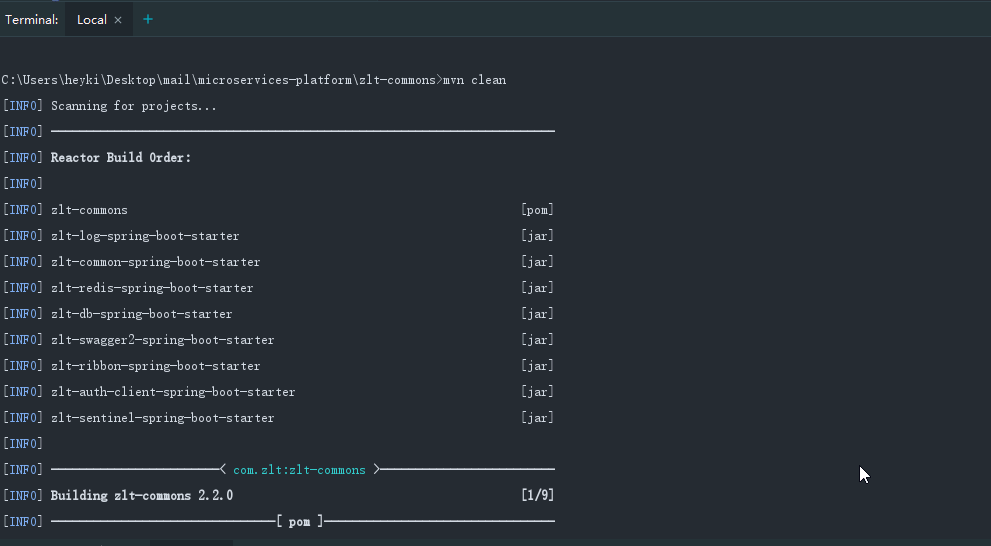 Terminal: Local × +
C:\Users\heyki\Desktop\mail\microservices-platform\zlt-commons>mvn clean
[INFO] Scanning for projects...
[INFO] ------------------------------------------------------------------------
[INFO] Reactor Build Order:
[INFO]
[INFO] zlt-commons [pom]
[INFO] zlt-log-spring-boot-starter [jar]
[INFO] zlt-common-spring-boot-starter [jar]
[INFO] zlt-redis-spring-boot-starter [jar]
[INFO] zlt-db-spring-boot-starter [jar]
[INFO] zlt-swagger2-spring-boot-starter [jar]
[INFO] zlt-ribbon-spring-boot-starter [jar]
[INFO] zlt-auth-client-spring-boot-starter [jar]
[INFO] zlt-sentinel-spring-boot-starter [jar]
[INFO]
[INFO] ------------------------< com.zlt:zlt-commons >-------------------------
[INFO] Building zlt-commons 2.2.0 [1/9]
[INFO] --------------------------------[ pom ]---------------------------------